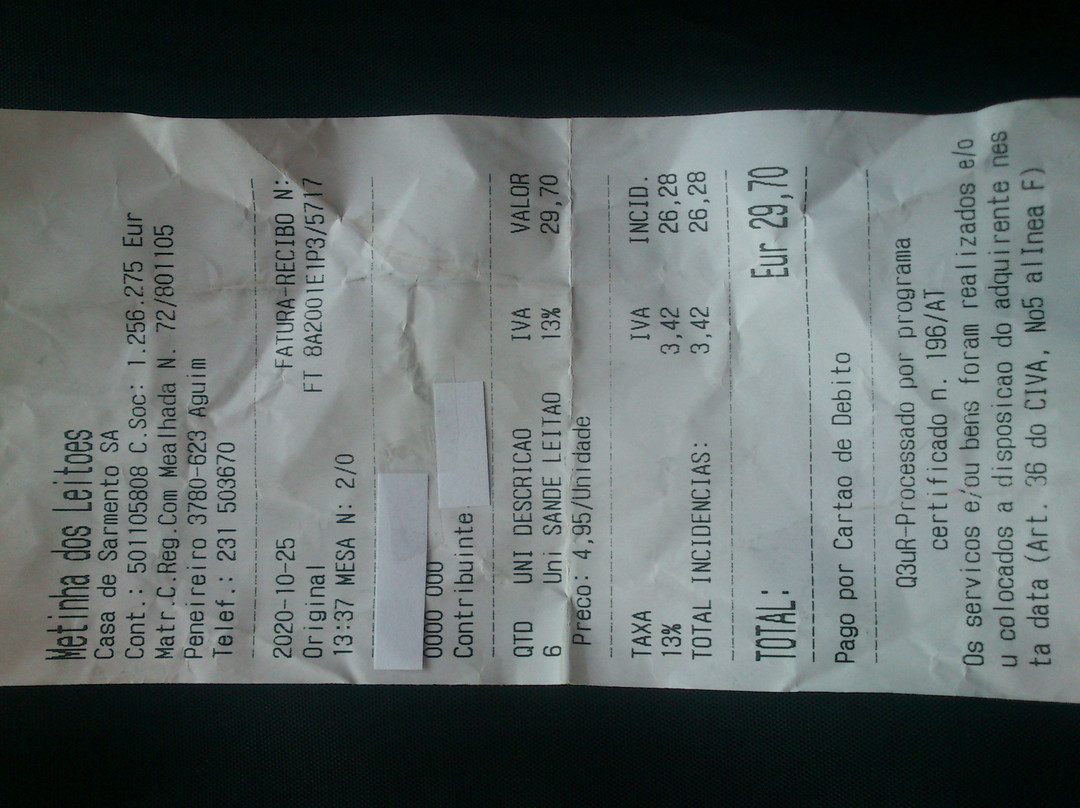 Metinha dos Leitoes
Casa de Sarmento SA
Cont.: 501105808 C.Soc: 1.256.275 Eur
Matr.C.Reg.Com Mealhada N. 72/801105
Peneireiro 3780-623 Aguim
Telef.: 231 503670
2020-10-25 FATURA-RECIBO N:
Original FT 8A2001E1P3/5717
13:37 MESA N: 2/0
0000 000
Contribuinte
QTD UNI DESCRICAO IVA VALOR
6 Uni SANDE LEITAO 13% 29,70
Preco: 4,95/Unidade
TAXA IVA INCID.
13% 3,42 26,28
TOTAL INCIDENCIAS: 3,42 26,28
TOTAL: Eur 29,70
Pago por Cartao de Debito
Q3uR-Processado por programa
certificado n. 196/AT
Os servicos e/ou bens foram realizados e/o
u colocados a disposicao do adquirente nes
ta data (Art. 36 do CIVA, No5 alInea F)